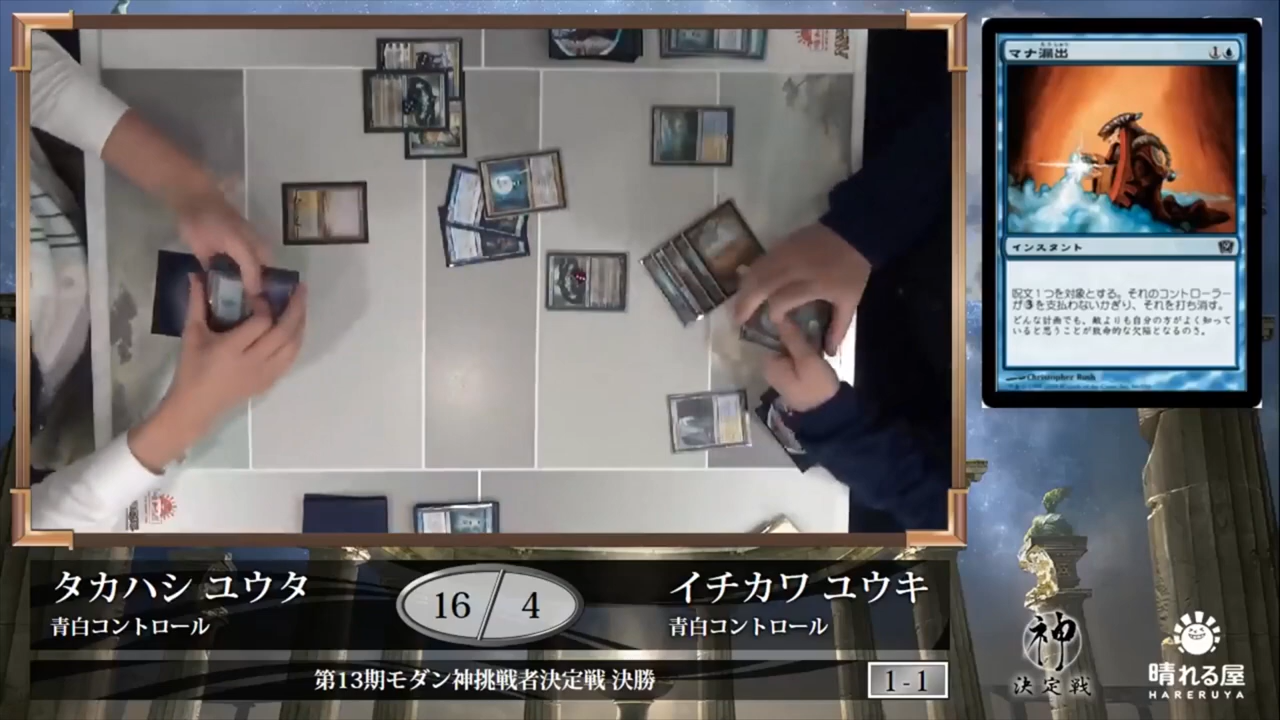 マナ漏出
1
インスタント
呪文1つを対象とする。それのコントローラー
が3を支払わないかぎり、それを打ち消す。
どんな計画でも、敵よりも自分の方がよく知って
いると思うことが致命的な欠陥となるのさ。
Christopher Rush
タカハシ ユウタ
青白コントロール
16 / 4
イチカワ ユウキ
青白コントロール
第13期モダン神挑戦者決定戦 決勝
1-1
神
決定戦
晴れる屋
HARERUYA